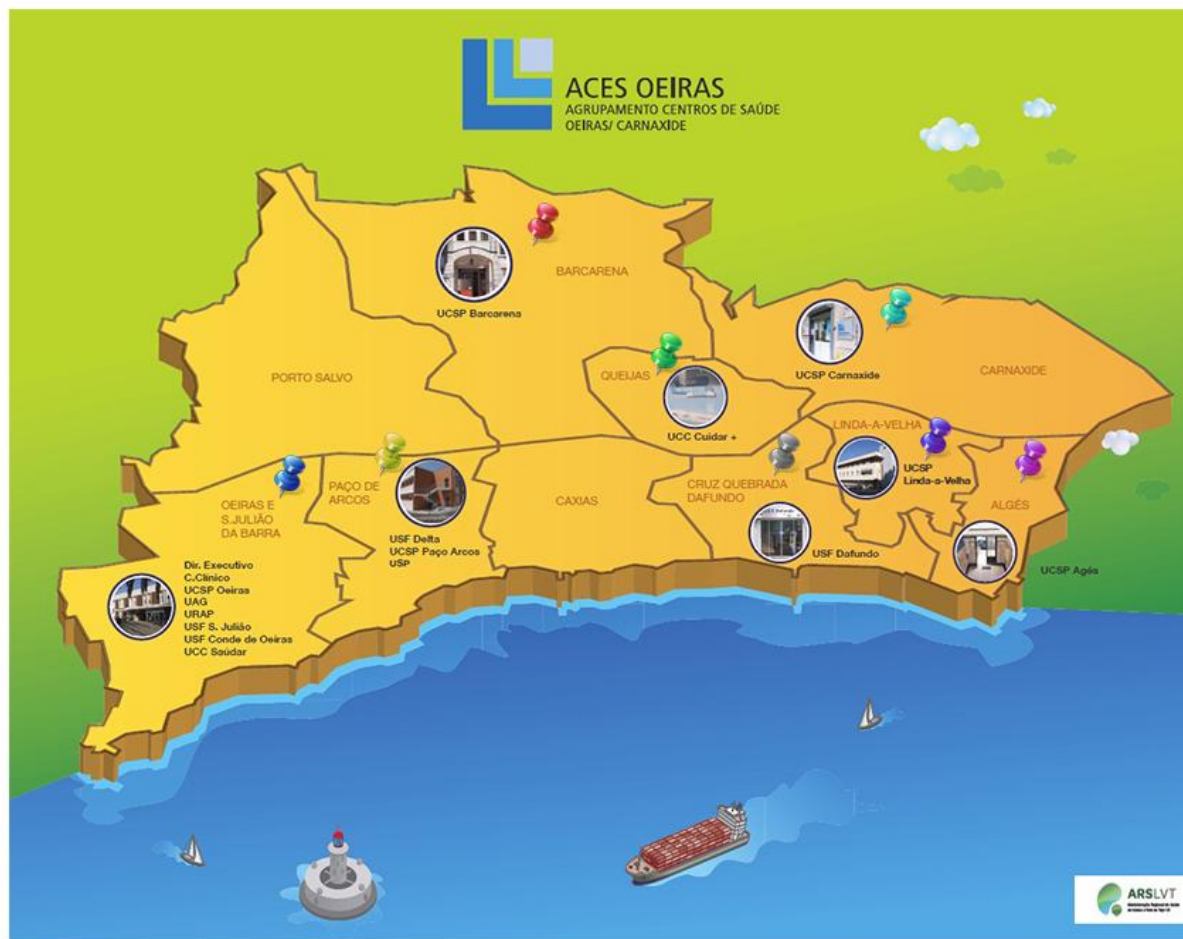 ACES OEIRAS
AGRUPAMENTO CENTROS DE SAÚDE
OEIRAS/ CARNAXIDE
BARCARENA
UCSP Barcarena
PORTO SALVO
QUEIJAS
UCC Cuidar +
UCSP Carnaxide
CARNAXIDE
LINDA-A-VELHA
UCSP
Linda-a-Velha
OEIRAS E
S.JULIÃO
DA BARRA
PAÇO DE
ARCOS
CAXIAS
CRUZ QUEBRADA
DAFUNDO
ALGÉS
USF Delta
UCSP Paço Arcos
USP
USF Dafundo
UCSP Agés
Dir. Executivo
C.Clínico
UCSP Oeiras
UAG
URAP
USF S. Julião
USF Conde de Oeiras
UCC Saúdar
ARSLVT